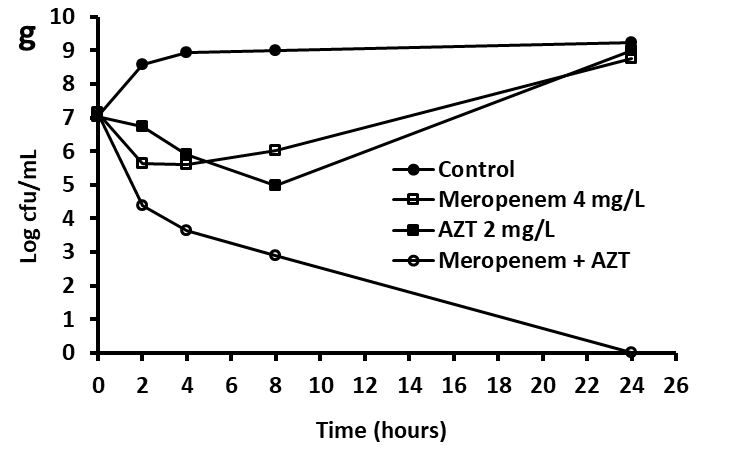 g
10
9
8
7
6
5
4
3
2
1
0
Log cfu/mL
Control
Meropenem 4 mg/L
AZT 2 mg/L
Meropenem + AZT
0 2 4 6 8 10 12 14 16 18 20 22 24 26
Time (hours)